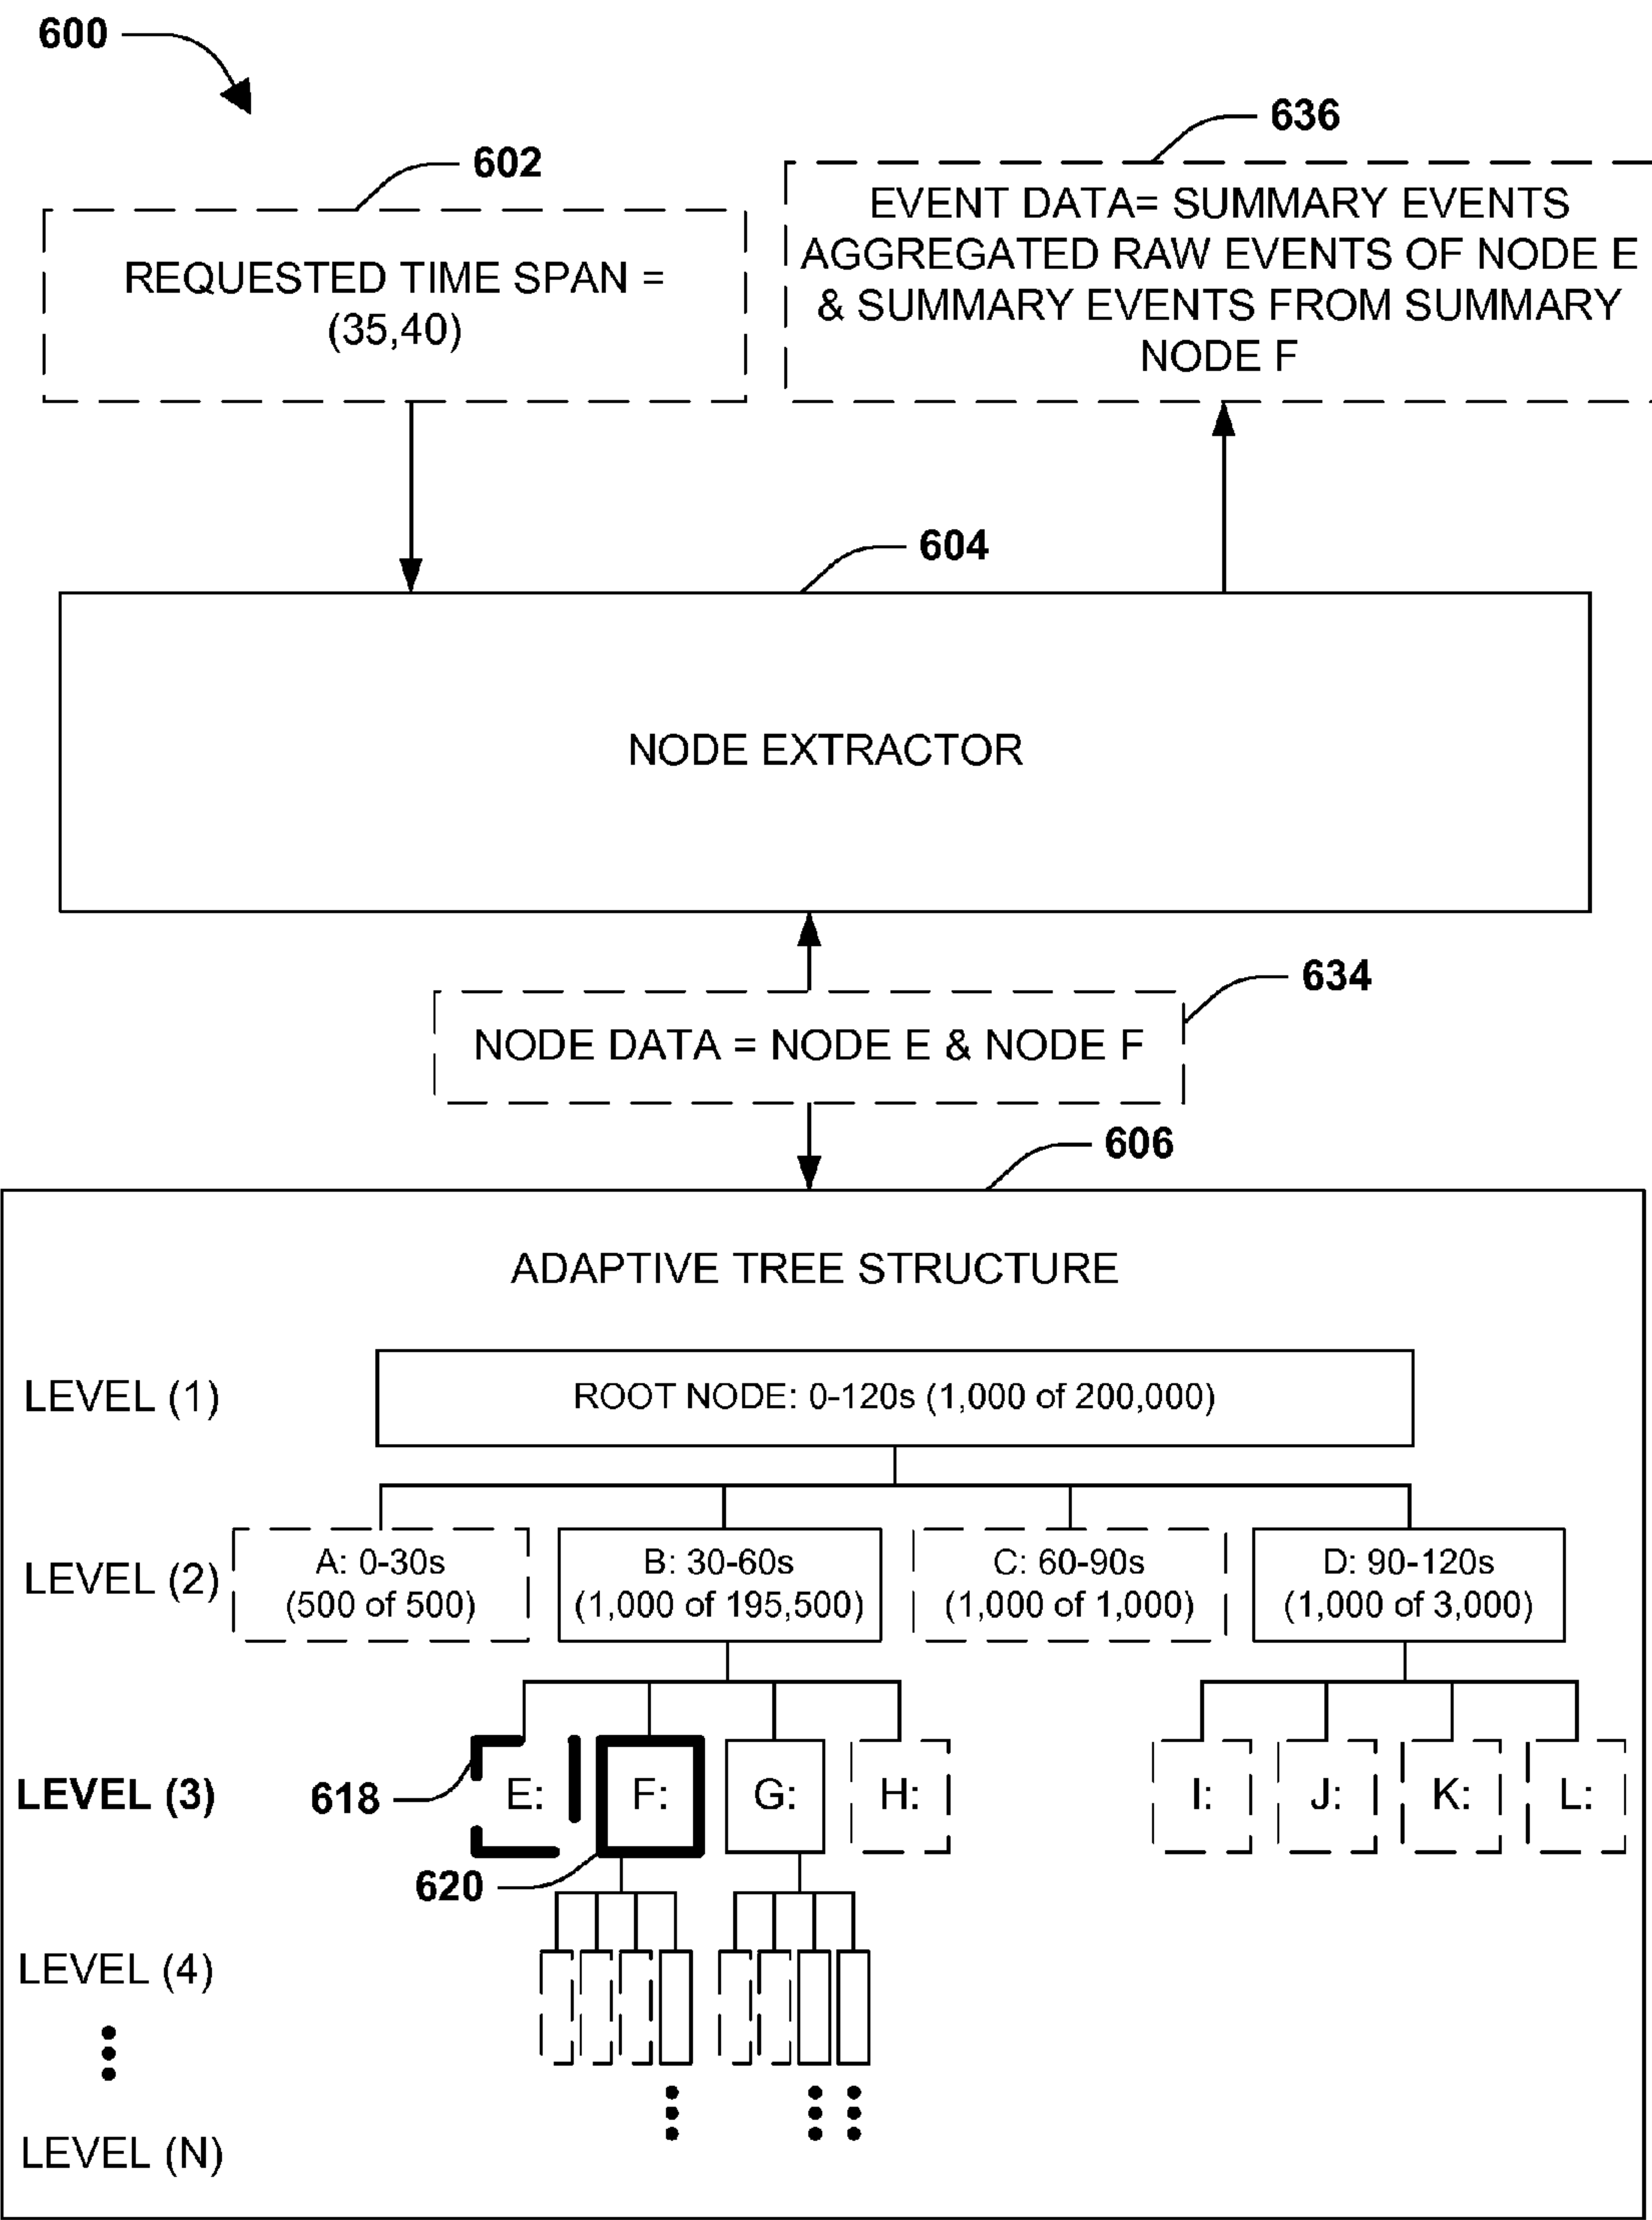 600
602
636
REQUESTED TIME SPAN =
(35,40)
EVENT DATA= SUMMARY EVENTS
AGGREGATED RAW EVENTS OF NODE E
& SUMMARY EVENTS FROM SUMMARY
NODE F
604
NODE EXTRACTOR
634
NODE DATA = NODE E & NODE F
606
ADAPTIVE TREE STRUCTURE
LEVEL (1)
ROOT NODE: 0-120s (1,000 of 200,000)
LEVEL (2)
A: 0-30s
(500 of 500)
B: 30-60s
(1,000 of 195,500)
C: 60-90s
(1,000 of 1,000)
D: 90-120s
(1,000 of 3,000)
LEVEL (3)
618
E:
F:
G:
H:
I:
J:
K:
L:
620
LEVEL (4)
LEVEL (N)